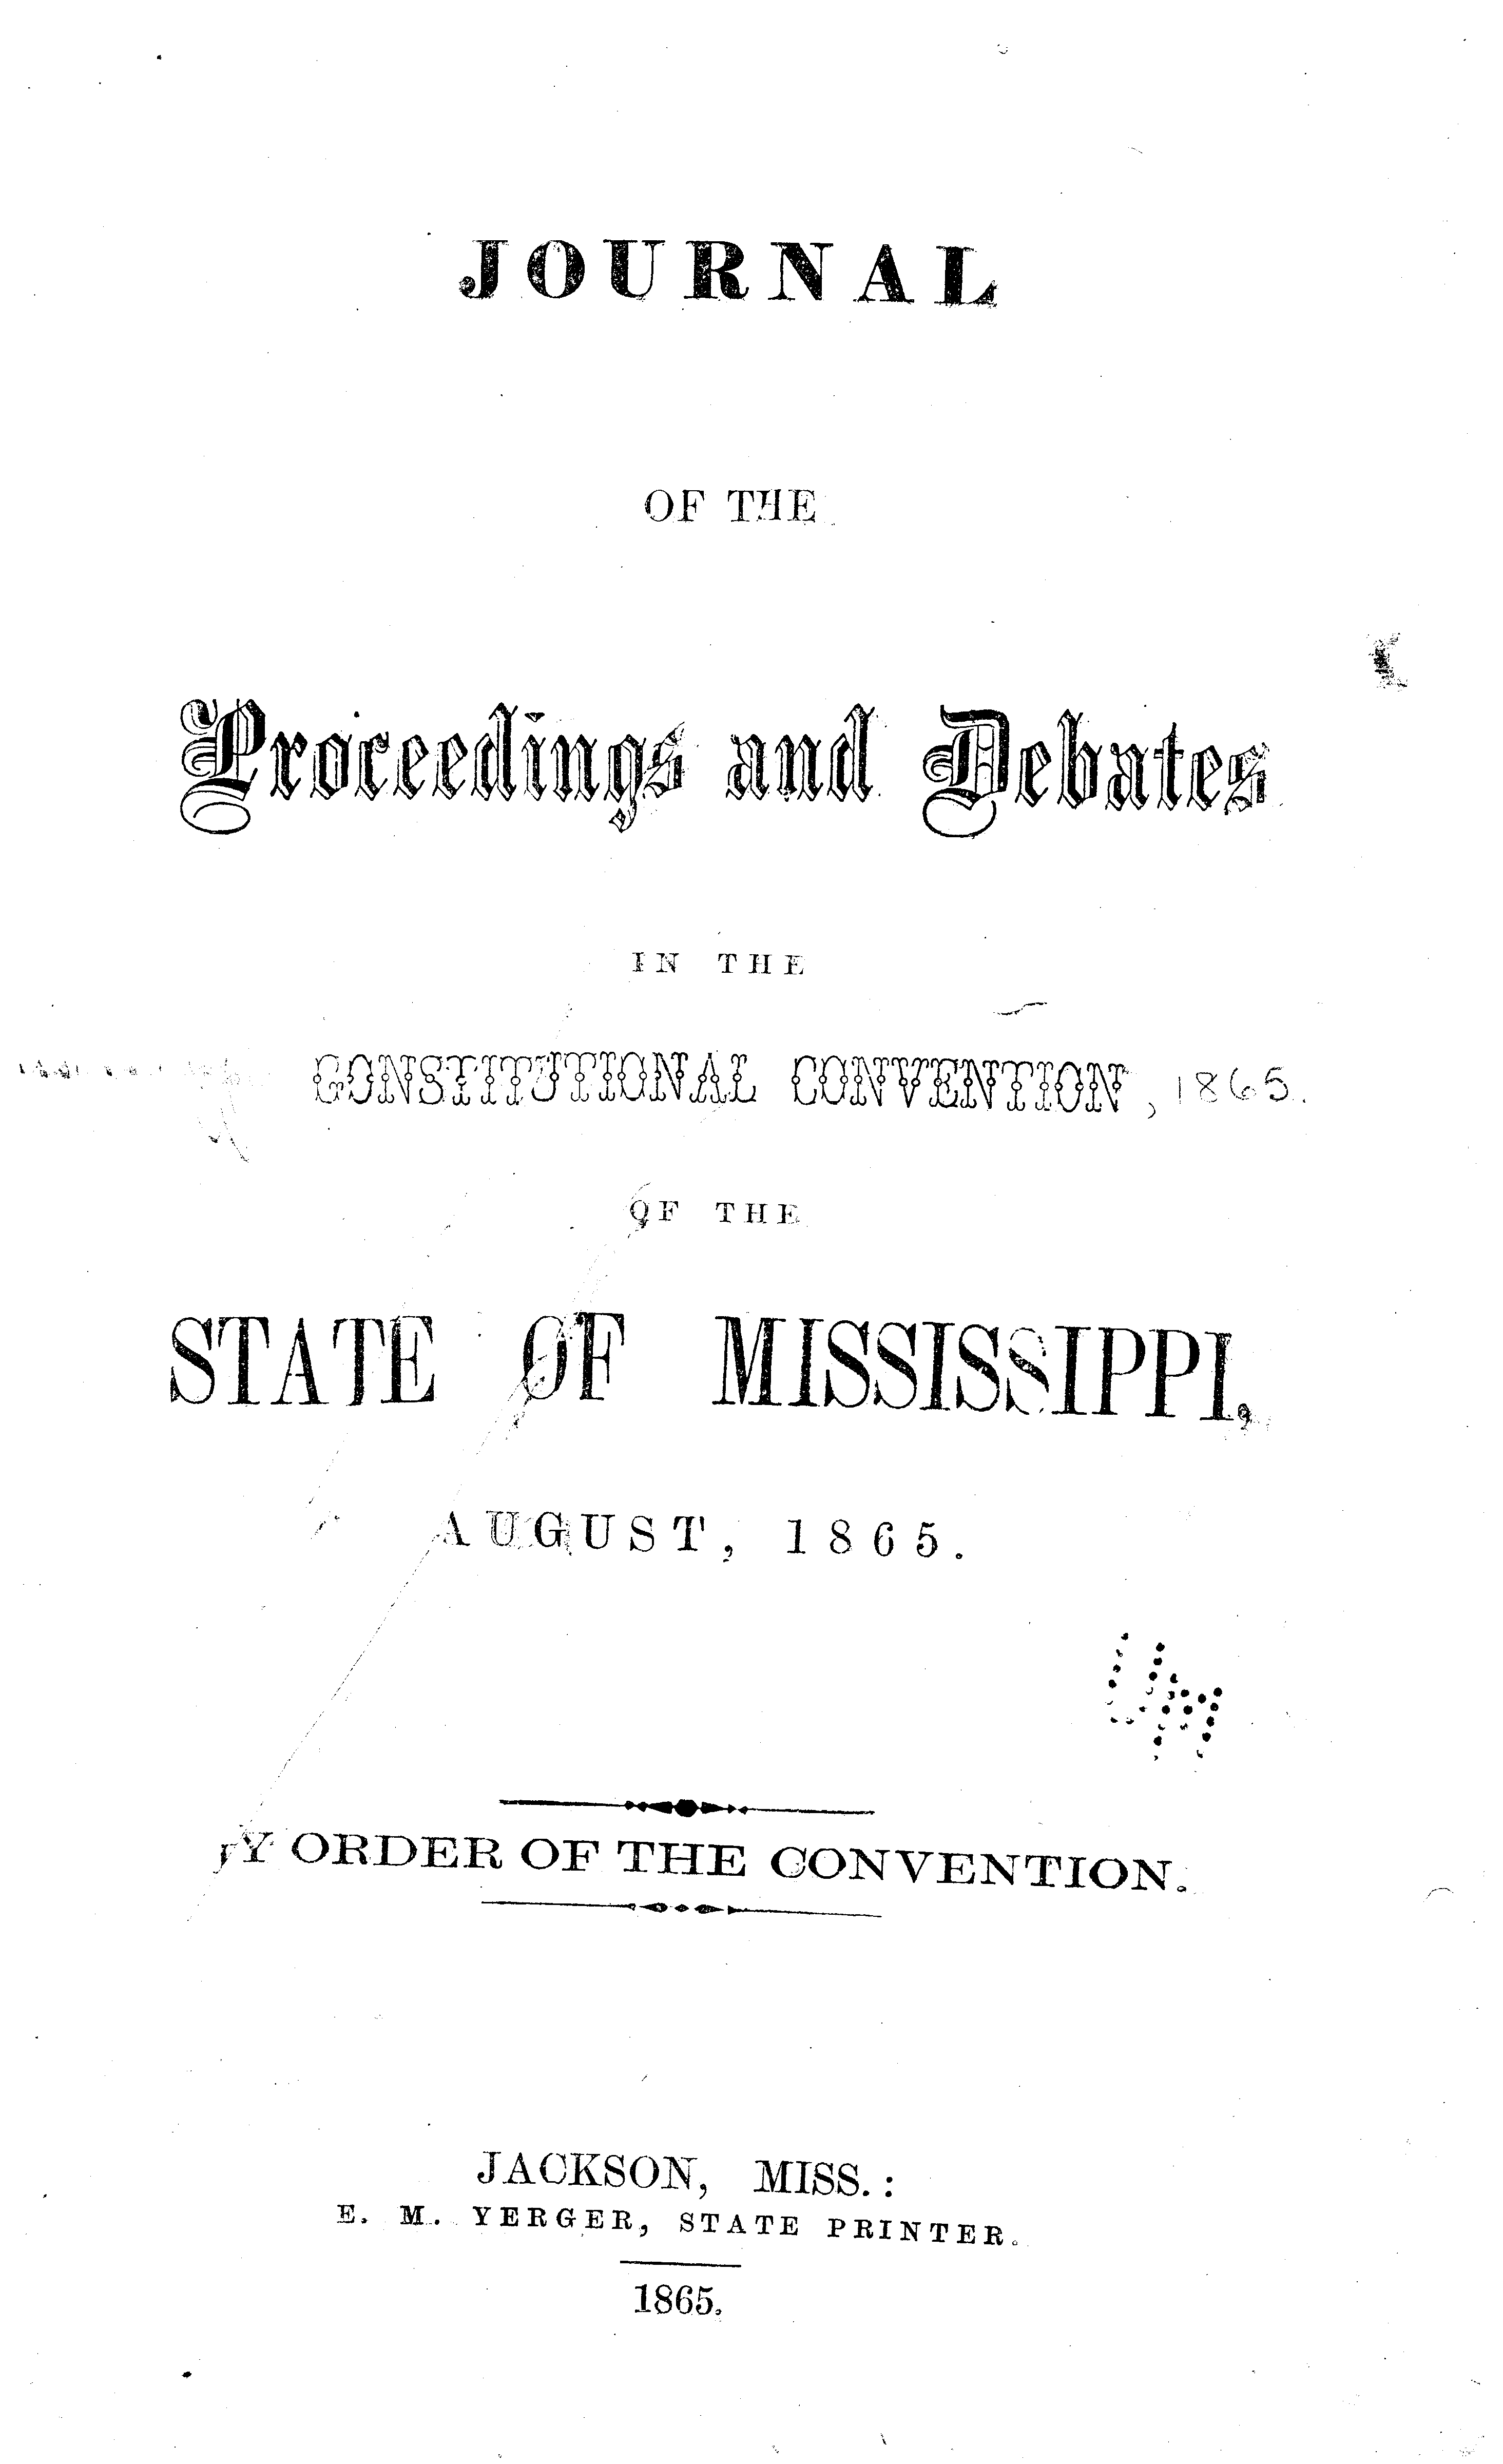 JOURNAL
OF THE
Proceedings and Debates
IN THE
CONSTITUTIONAL CONVENTION, 1865.
OF THE
STATE OF MISSISSIPPI,
AUGUST, 1865.
UM
Y ORDER OF THE CONVENTION.
JACKSON, MISS.:
E. M. YERGER, STATE PRINTER.
1865.